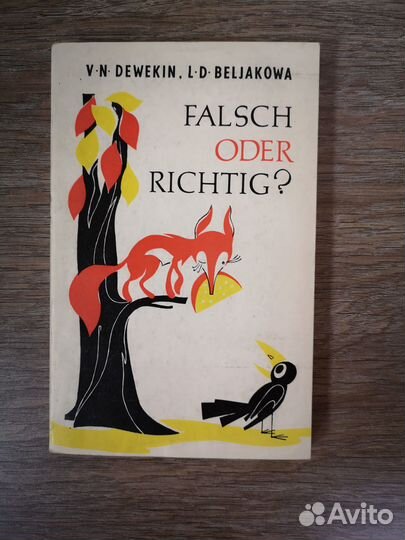 V·N· DEWEKIN, L·D· BELJAKOWA
FALSCH
ODER
RICHTIG?
Avito